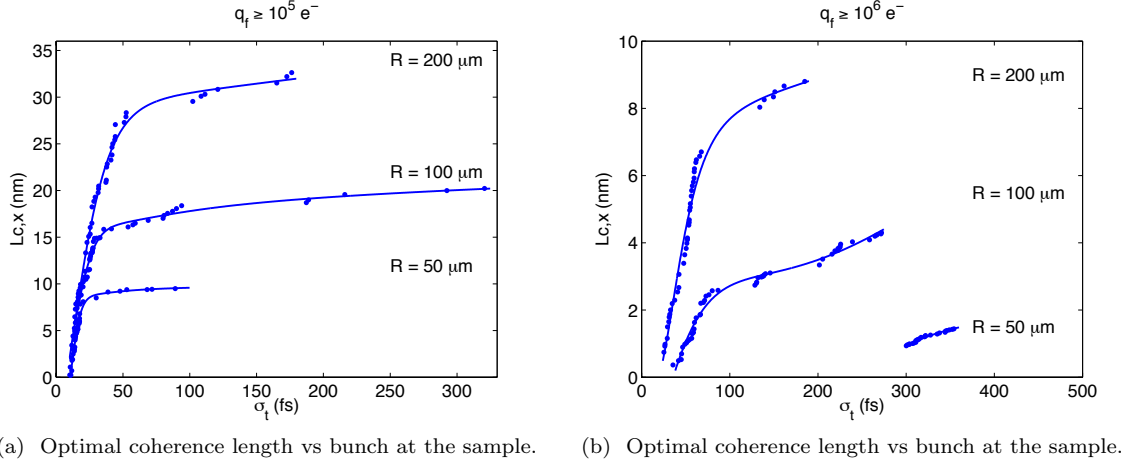 q_f ≥ 10^5 e^−
35
30
25
20
15
10
5
0
Lc,x (nm)
R = 200 μm
R = 100 μm
R = 50 μm
0 50 100 150 200 250 300
σ_t (fs)
(a) Optimal coherence length vs bunch at the sample.
q_f ≥ 10^6 e^−
10
8
6
4
2
0
Lc,x (nm)
R = 200 μm
R = 100 μm
R = 50 μm
0 100 200 300 400 500
σ_t (fs)
(b) Optimal coherence length vs bunch at the sample.